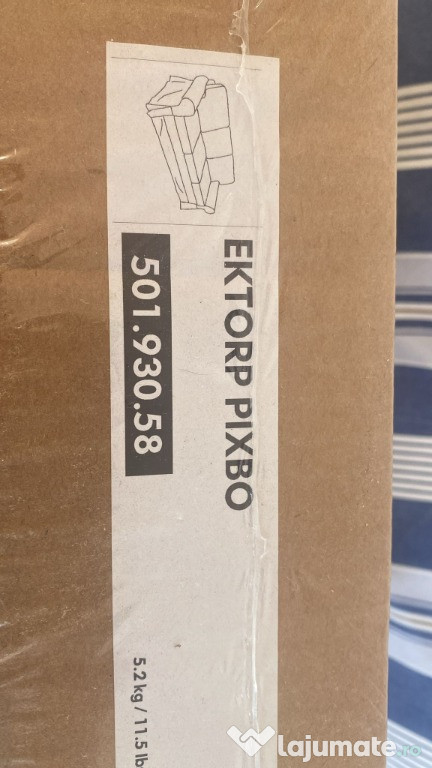 EKTORP PIXBO
501.930.58
5.2 kg / 11.5 lb
lajumate.ro